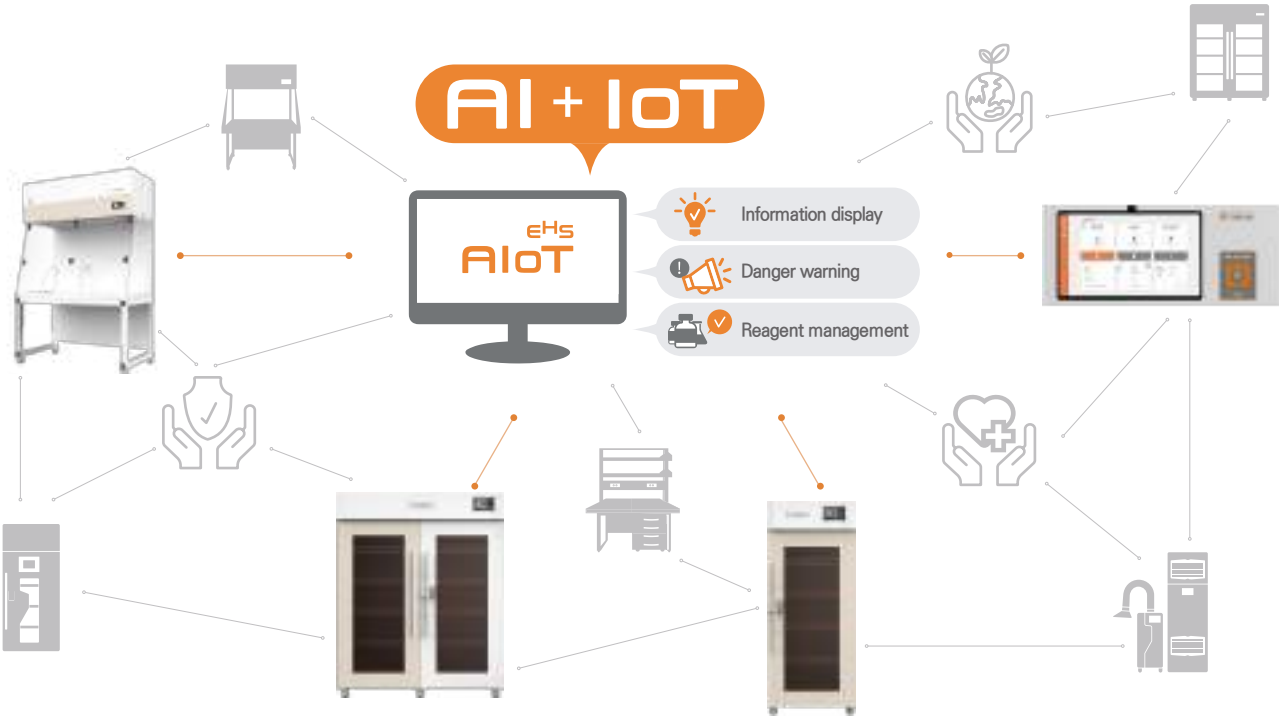 AI + IoT
eHs
AIoT
Information display
Danger warning
Reagent management